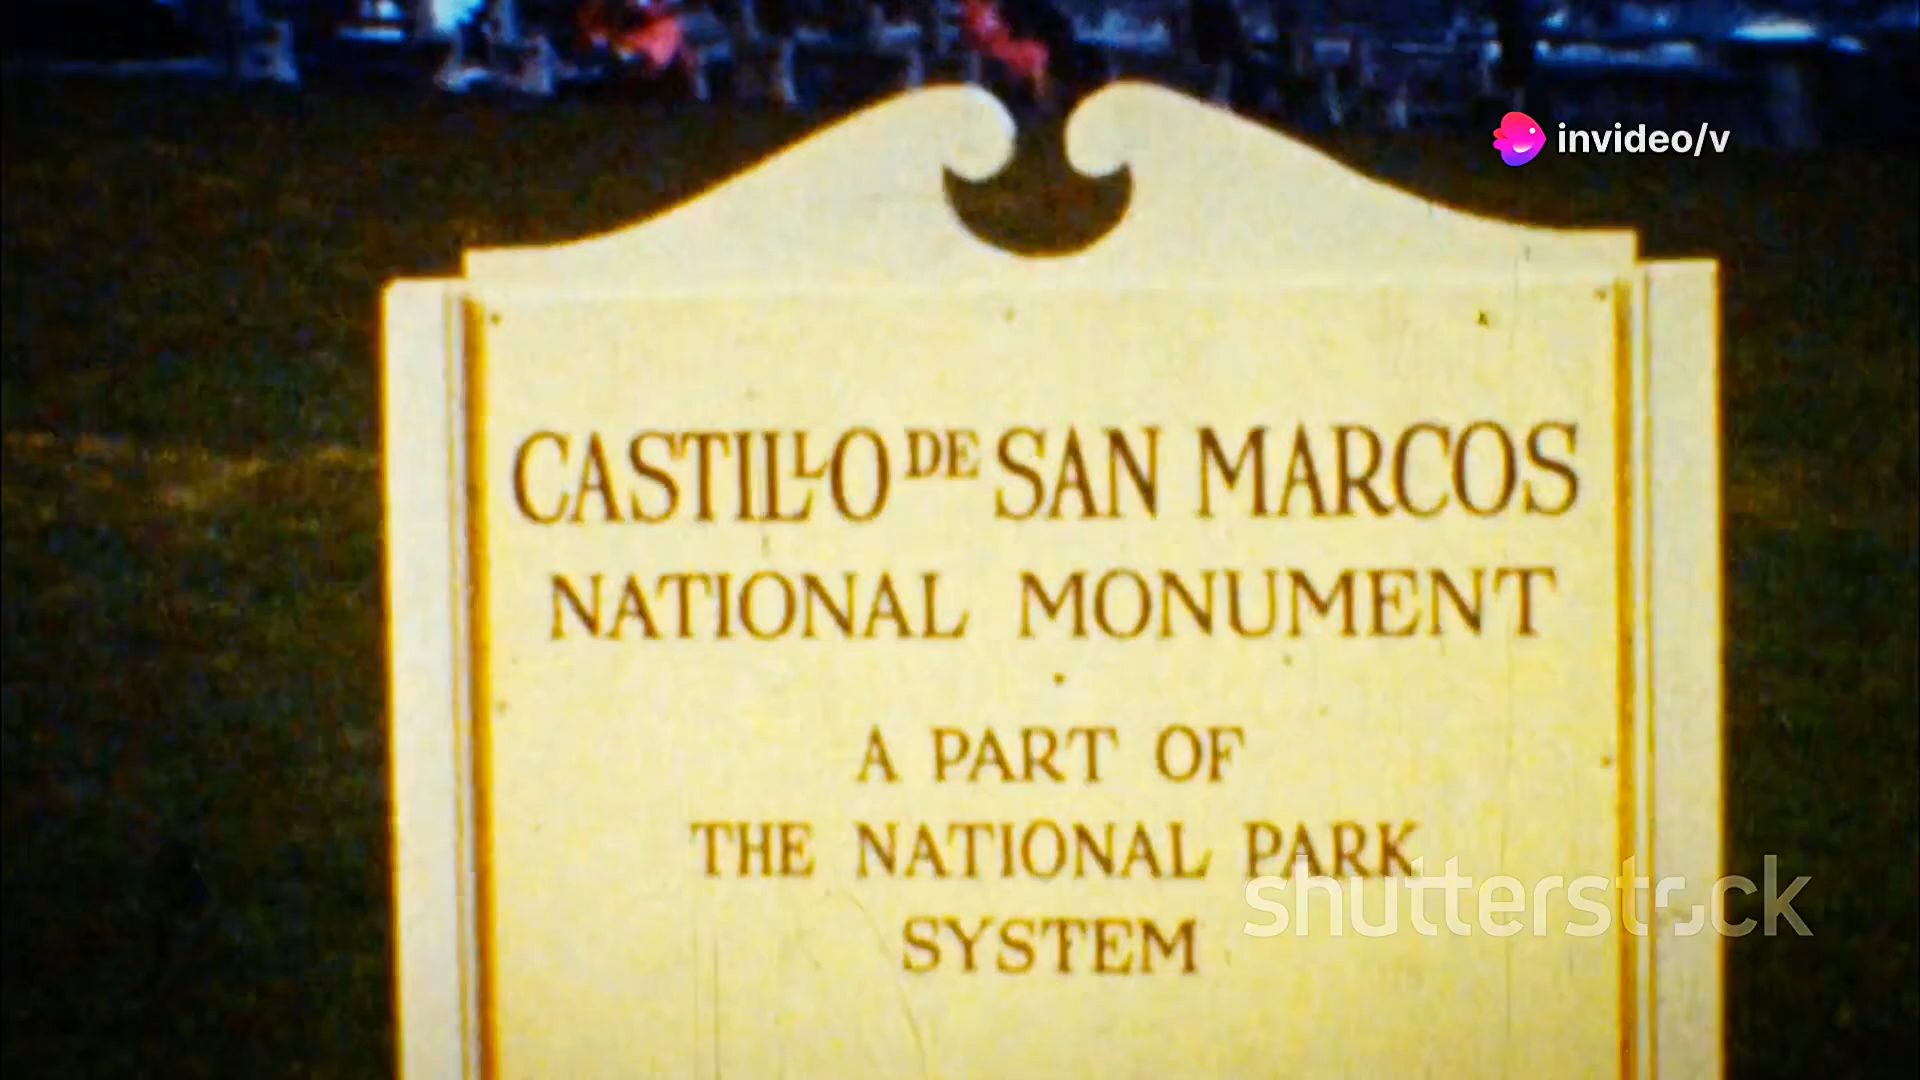 invideo/v
CASTILLO DE SAN MARCOS
NATIONAL MONUMENT
A PART OF
THE NATIONAL PARK
shutterstock
SYSTEM